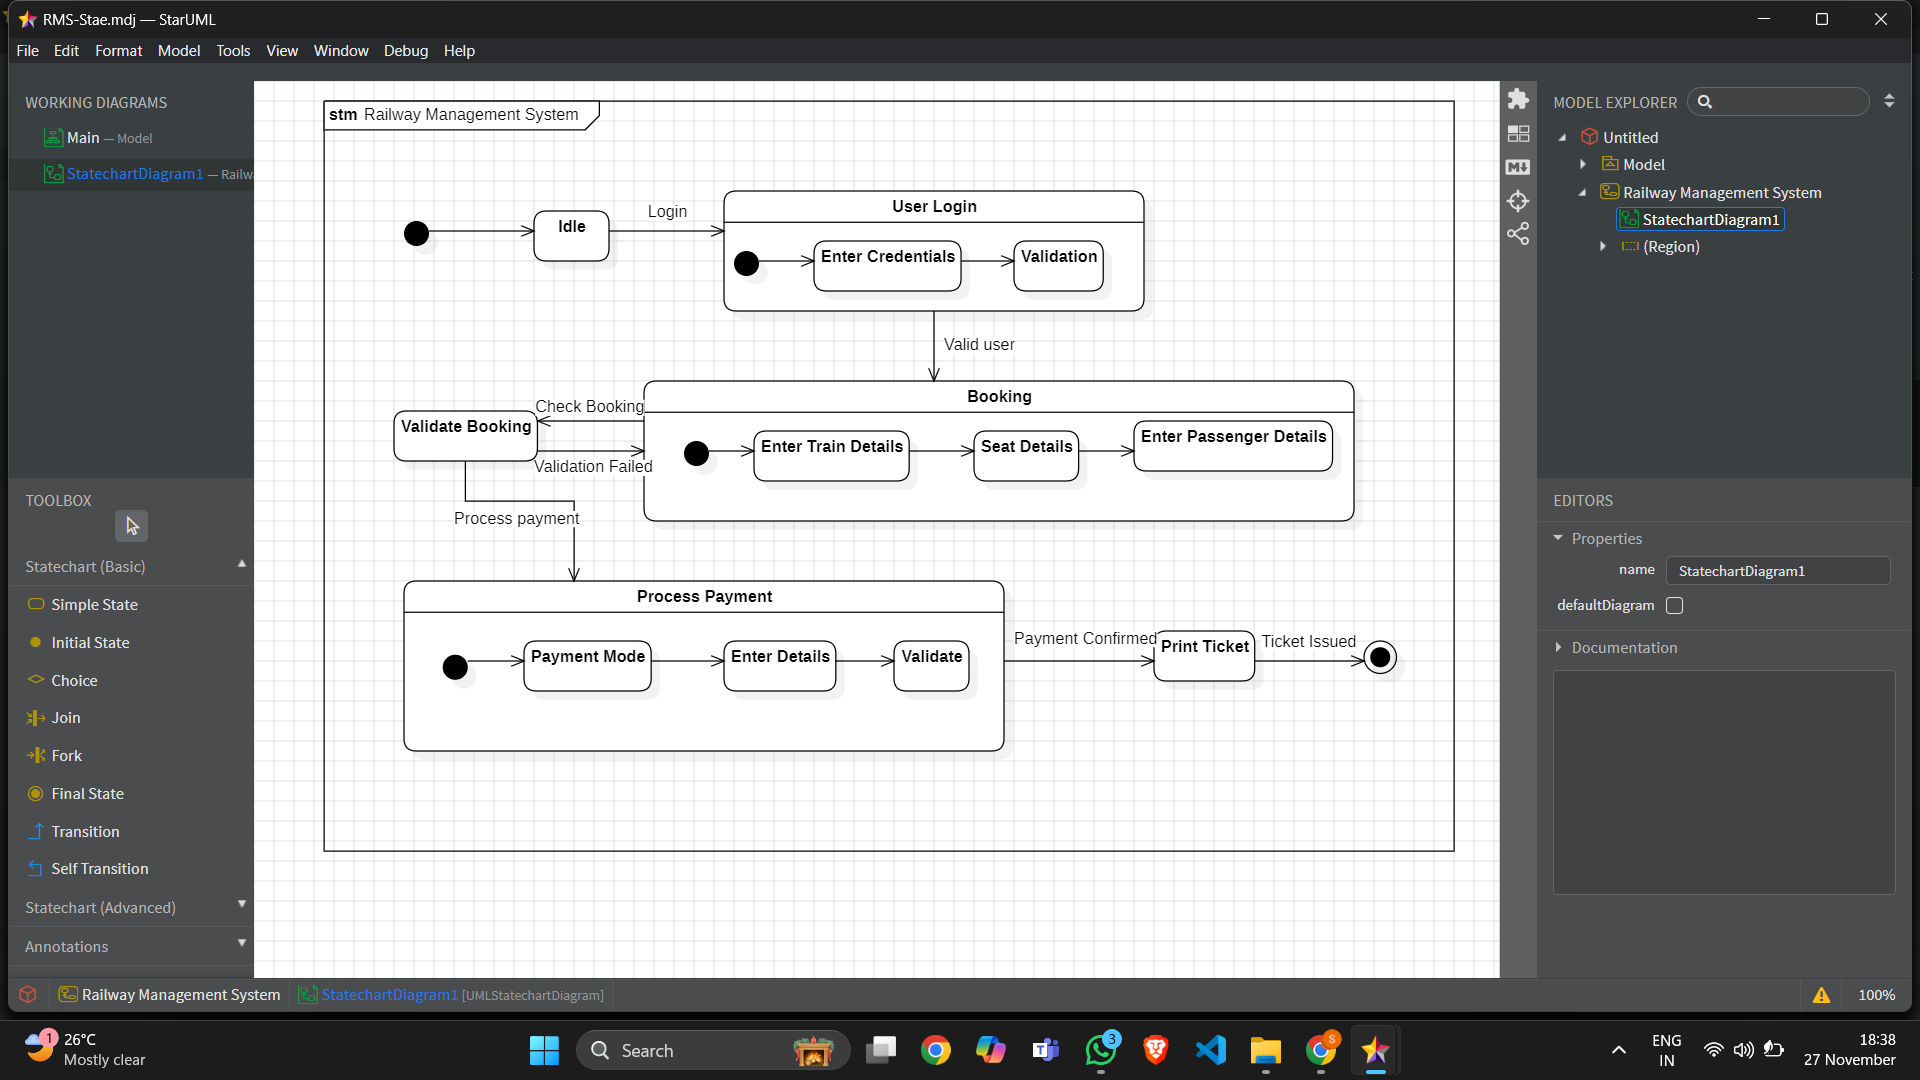 RMS-Stae.mdj — StarUML
File Edit Format Model Tools View Window Debug Help
WORKING DIAGRAMS
Main — Model
StatechartDiagram1 — Railw
TOOLBOX
Statechart (Basic)
Simple State
Initial State
Choice
Join
Fork
Final State
Transition
Self Transition
Statechart (Advanced)
Annotations
stm Railway Management System
Idle
Login
User Login
Enter Credentials
Validation
Valid user
Booking
Check Booking
Validate Booking
Validation Failed
Enter Train Details
Seat Details
Enter Passenger Details
Process payment
Process Payment
Payment Mode
Enter Details
Validate
Payment Confirmed
Print Ticket
Ticket Issued
MODEL EXPLORER
Untitled
Model
Railway Management System
StatechartDiagram1
(Region)
EDITORS
Properties
name StatechartDiagram1
defaultDiagram
Documentation
Railway Management System StatechartDiagram1 [UMLStatechartDiagram]
100%
1
26°C
Mostly clear
Search
3
S
ENG
IN
18:38
27 November